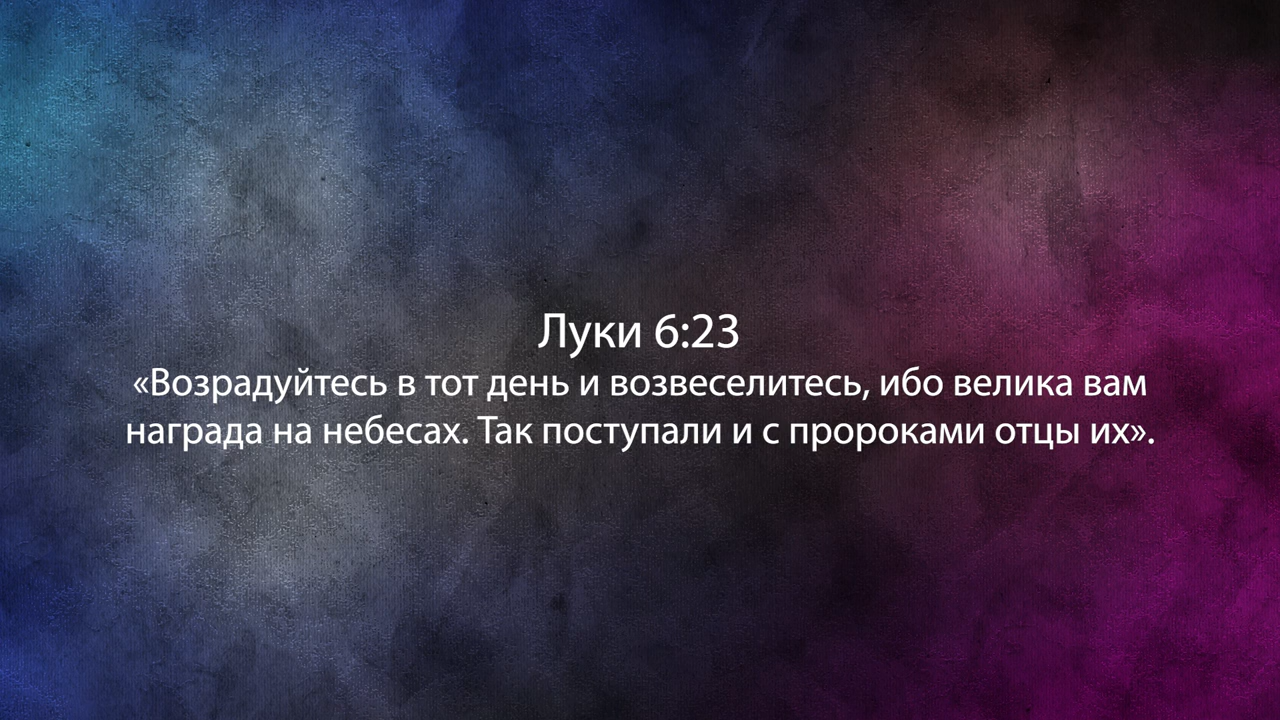 Луки 6:23
«Возрадуйтесь в тот день и возвеселитесь, ибо велика вам
награда на небесах. Так поступали и с пророками отцы их».